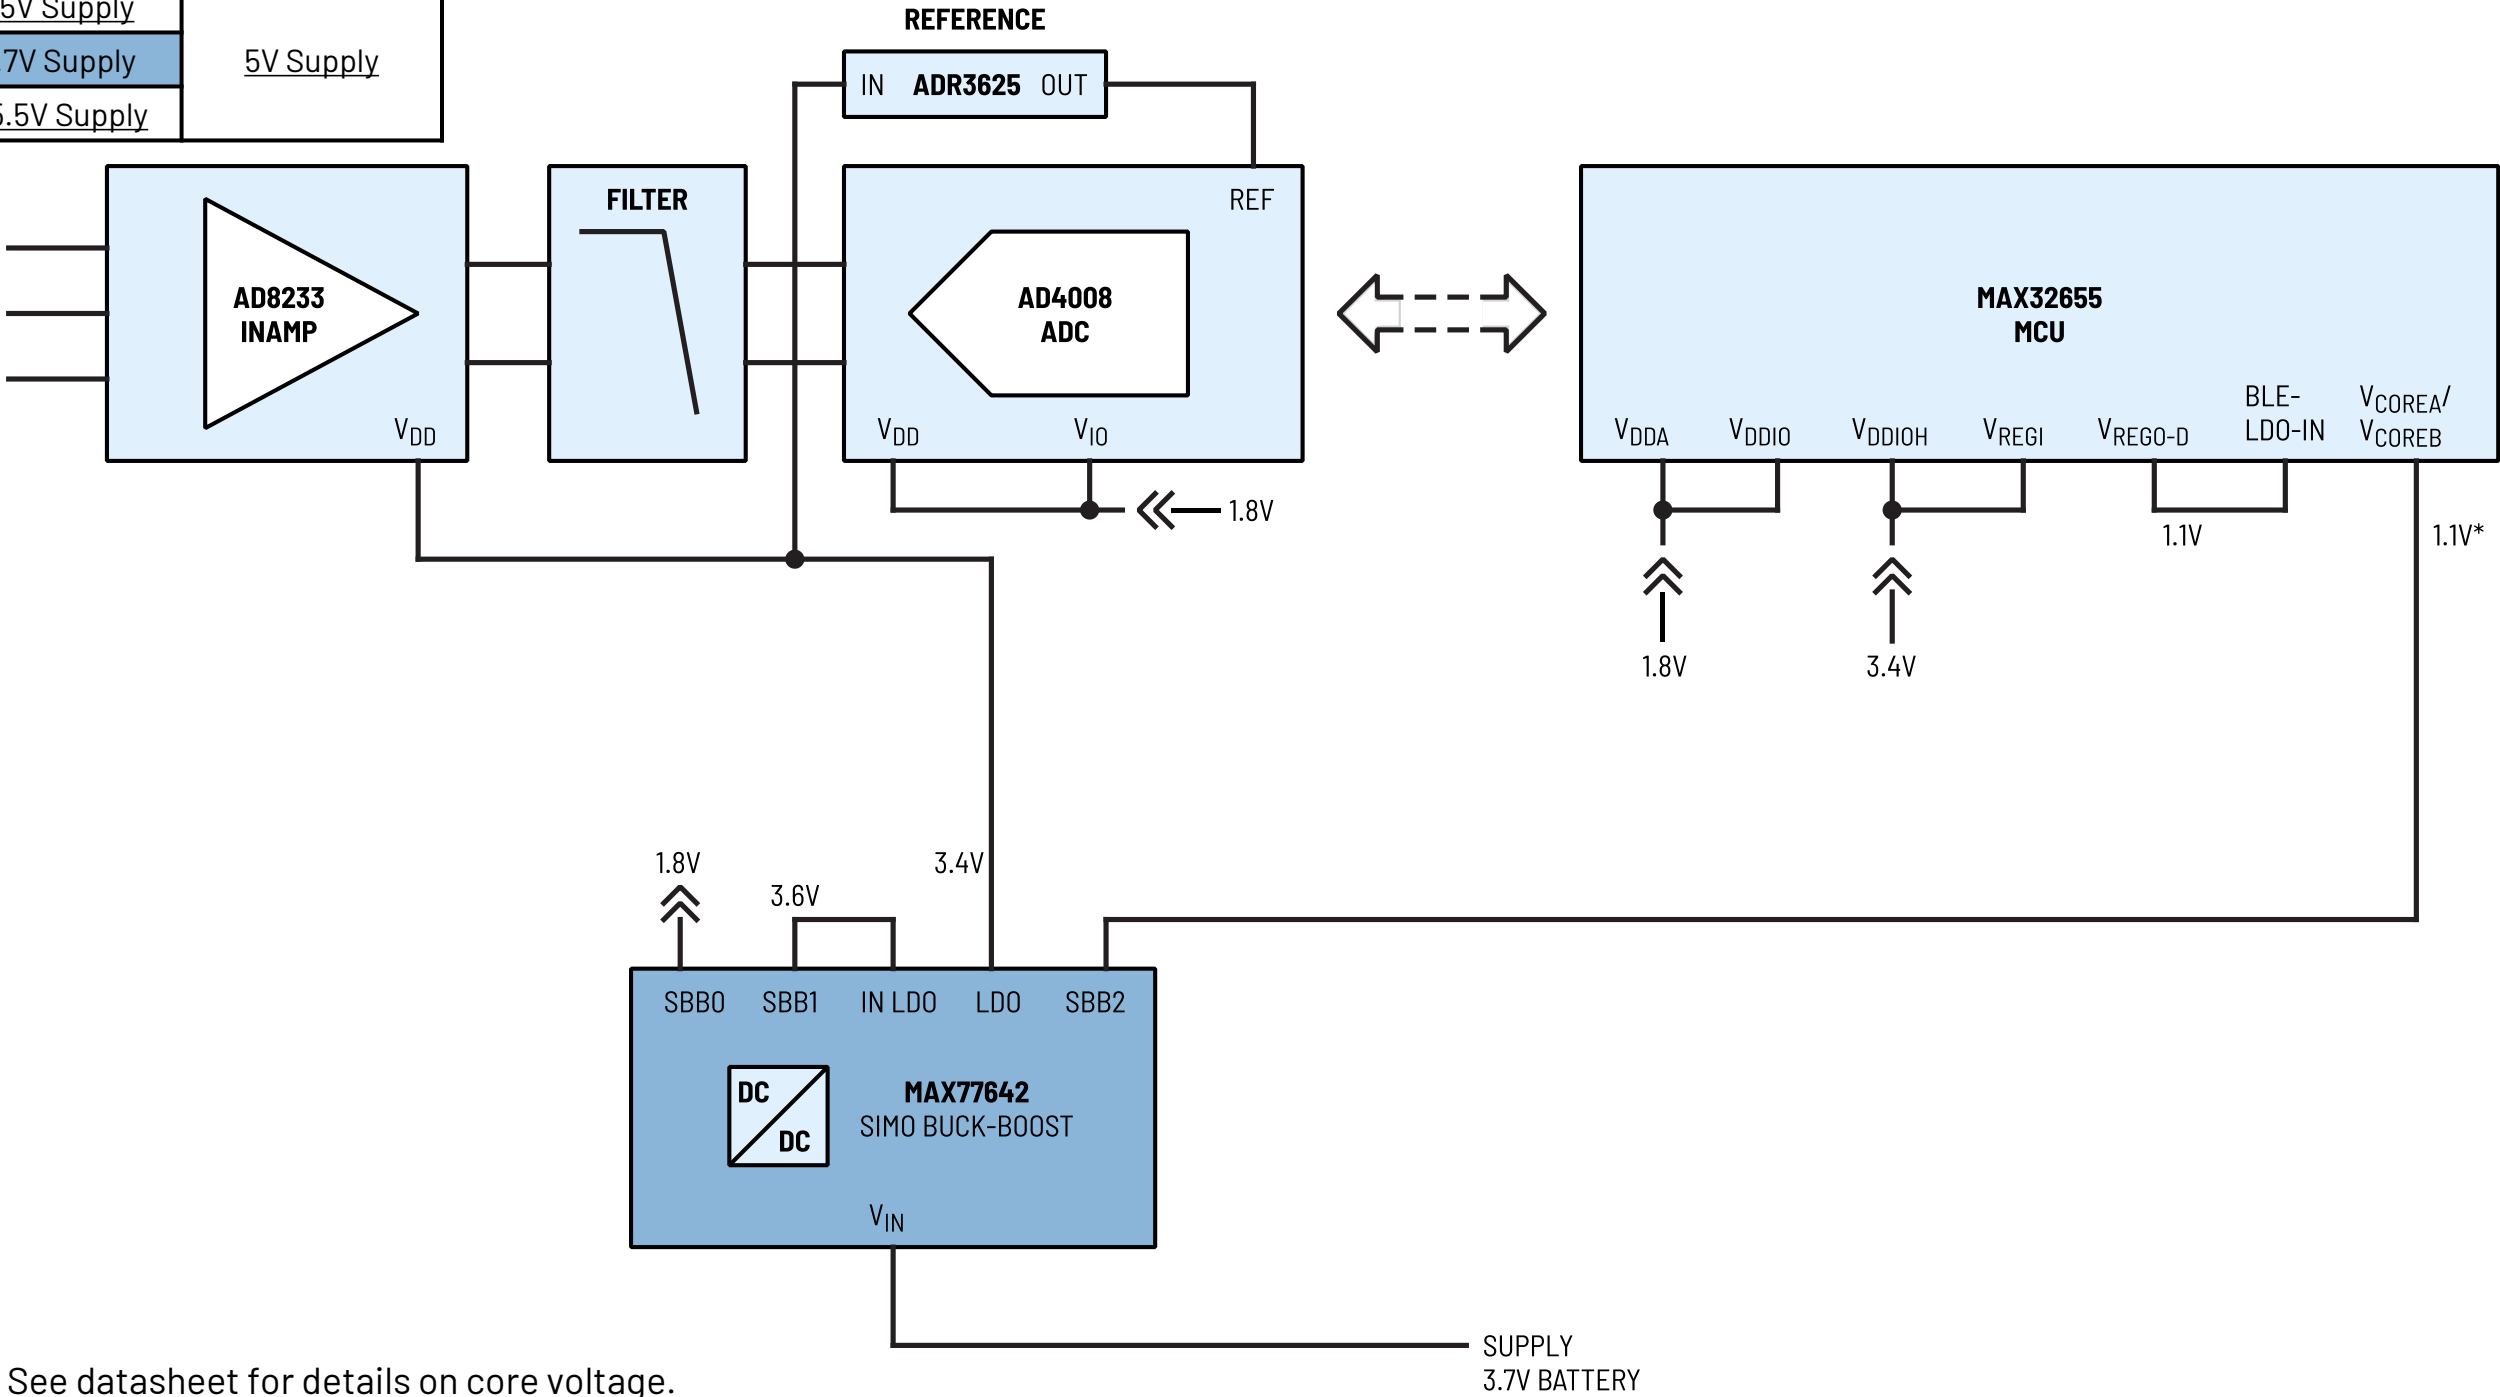 5V Supply
.7V Supply
5V Supply
5.5V Supply
REFERENCE
IN ADR3625 OUT
FILTER
REF
AD8233
INAMP
AD4008
ADC
MAX32655
MCU
VDD
VDD
VIO
VDDA
VDDIO
VDDIOH
VREGI
VREGO-D
BLE-
LDO-IN
VCOREA/
VCOREB
1.8V
1.1V
1.1V*
1.8V
3.4V
1.8V
3.6V
3.4V
SBB0 SBB1 IN LDO LDO SBB2
DC
DC
MAX77642
SIMO BUCK-BOOST
VIN
SUPPLY
3.7V BATTERY
See datasheet for details on core voltage.